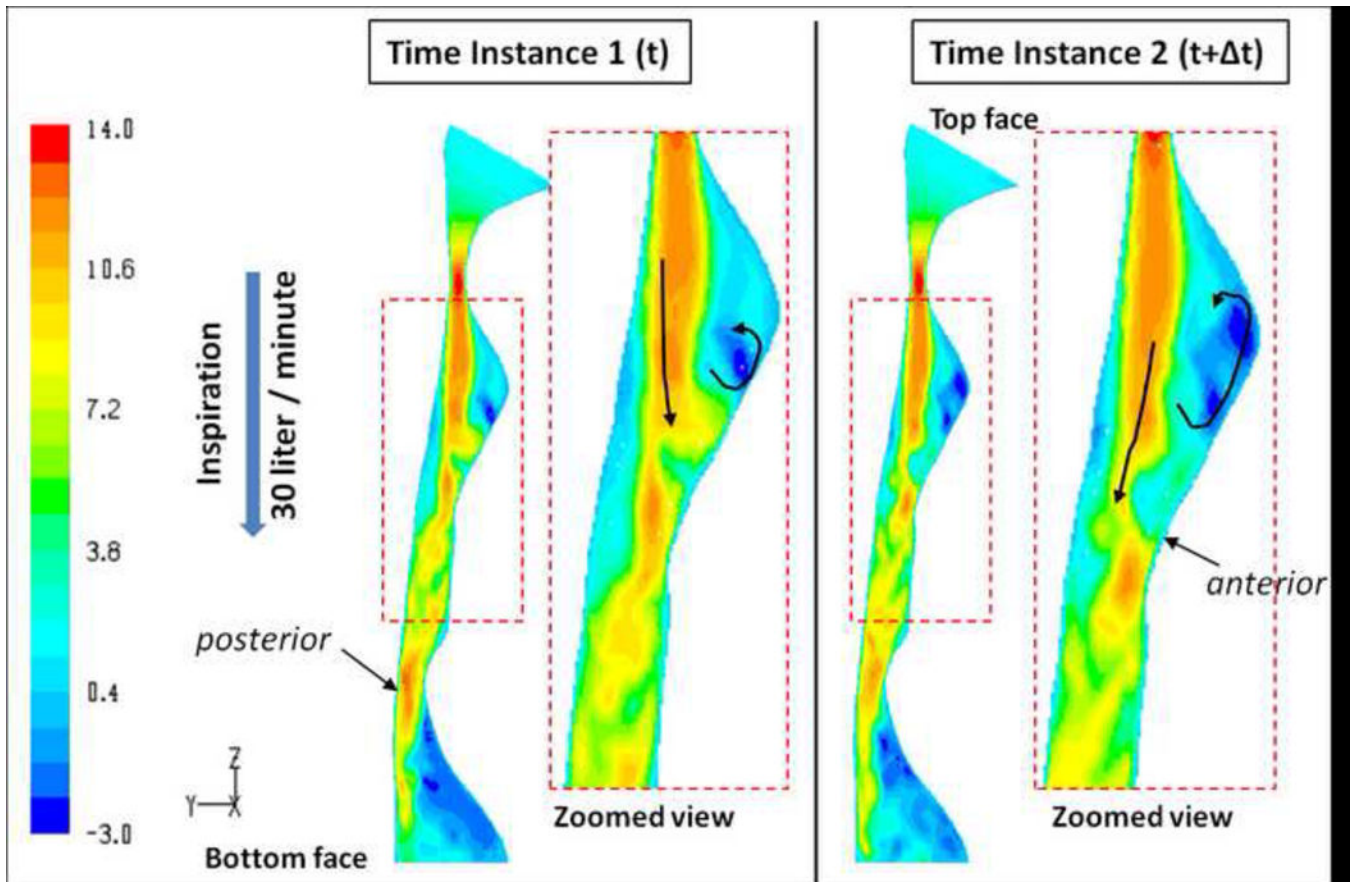 Time Instance 1 (t)
Time Instance 2 (t+Δt)
Top face
14.0
10.6
7.2
3.8
0.4
-3.0
Inspiration
30 liter / minute
posterior
anterior
Z
Y
X
Bottom face
Zoomed view
Zoomed view